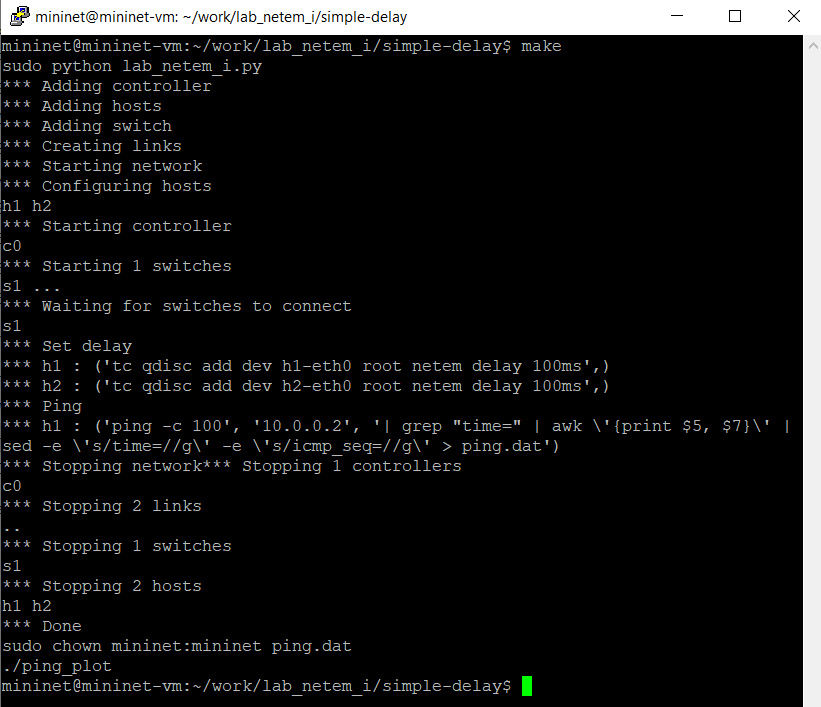 mininet@mininet-vm: ~/work/lab_netem_i/simple-delay
mininet@mininet-vm:~/work/lab_netem_i/simple-delay$ make
sudo python lab_netem_i.py
*** Adding controller
*** Adding hosts
*** Adding switch
*** Creating links
*** Starting network
*** Configuring hosts
h1 h2
*** Starting controller
c0
*** Starting 1 switches
s1 ...
*** Waiting for switches to connect
s1
*** Set delay
*** h1 : ('tc qdisc add dev h1-eth0 root netem delay 100ms',)
*** h2 : ('tc qdisc add dev h2-eth0 root netem delay 100ms',)
*** Ping
*** h1 : ('ping -c 100', '10.0.0.2', '| grep "time=" | awk \'{print $5, $7}\' |
sed -e \'s/time=//g\' -e \'s/icmp_seq=//g\' > ping.dat')
*** Stopping network*** Stopping 1 controllers
c0
*** Stopping 2 links
..
*** Stopping 1 switches
s1
*** Stopping 2 hosts
h1 h2
*** Done
sudo chown mininet:mininet ping.dat
./ping_plot
mininet@mininet-vm:~/work/lab_netem_i/simple-delay$